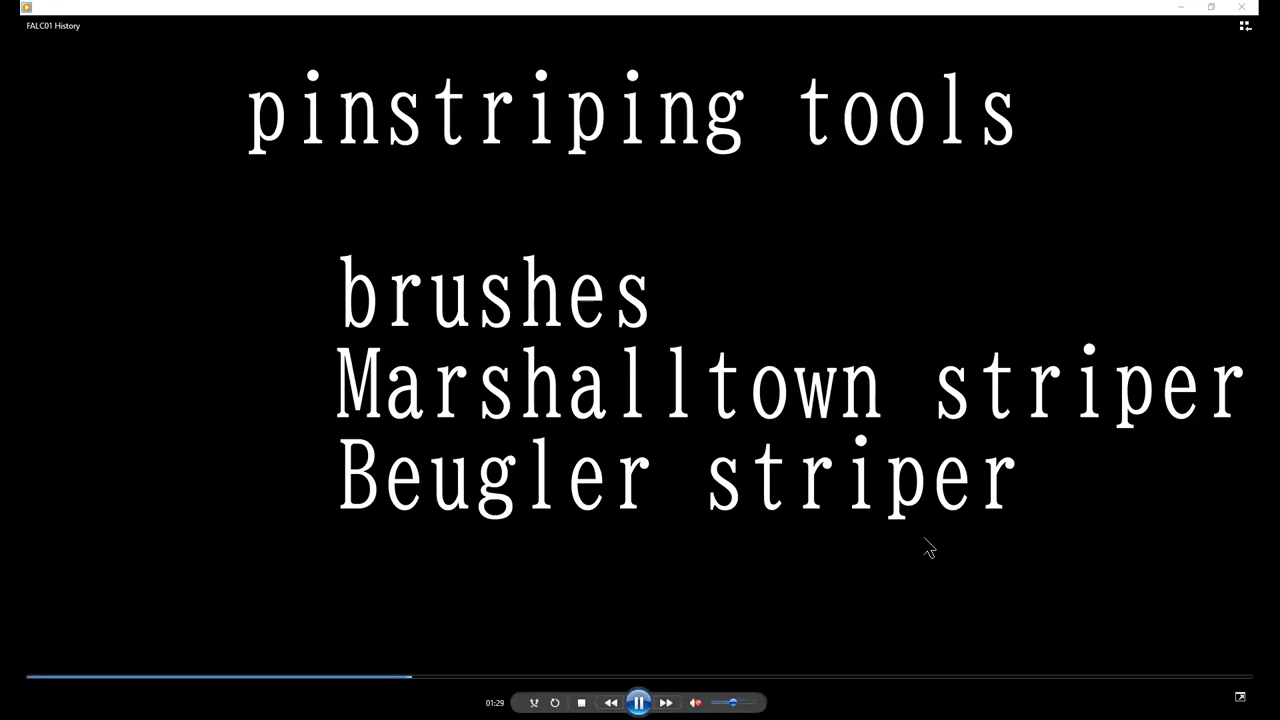 FALC01 History
pinstriping tools
brushes
Marshalltown striper
Beugler striper
01:29